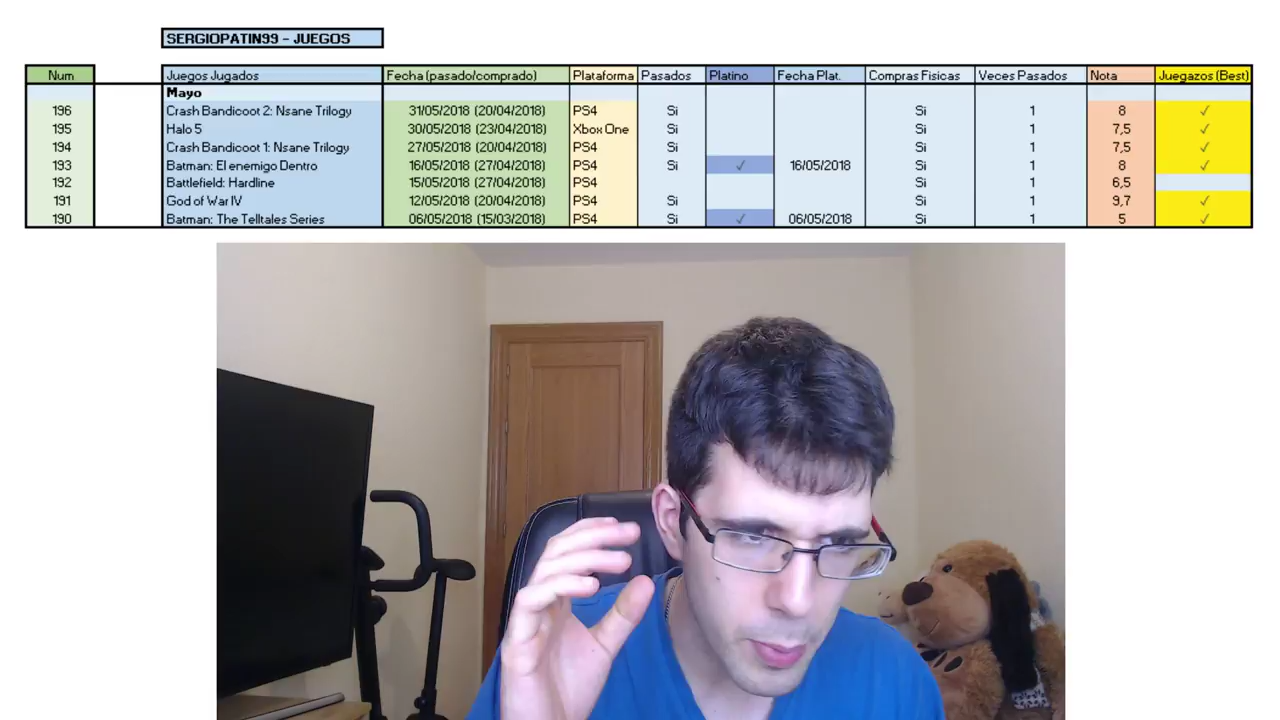 SERGIOPATIN99 - JUEGOS
Num Juegos Jugados Fecha (pasado/comprado) Plataforma Pasados Platino Fecha Plat. Compras Fisicas Veces Pasados Nota Juegazos (Best)
Mayo
196 Crash Bandicoot 2: Nsane Trilogy 31/05/2018 (20/04/2018) PS4 Si Si 1 8 ✓
195 Halo 5 30/05/2018 (23/04/2018) Xbox One Si Si 1 7,5 ✓
194 Crash Bandicoot 1: Nsane Trilogy 27/05/2018 (20/04/2018) PS4 Si Si 1 7,5 ✓
193 Batman: El enemigo Dentro 16/05/2018 (27/04/2018) PS4 Si ✓ 16/05/2018 Si 1 8 ✓
192 Battlefield: Hardline 15/05/2018 (27/04/2018) PS4 Si 1 6,5
191 God of War IV 12/05/2018 (20/04/2018) PS4 Si Si 1 9,7 ✓
190 Batman: The Telltales Series 06/05/2018 (15/03/2018) PS4 Si ✓ 06/05/2018 Si 1 5 ✓